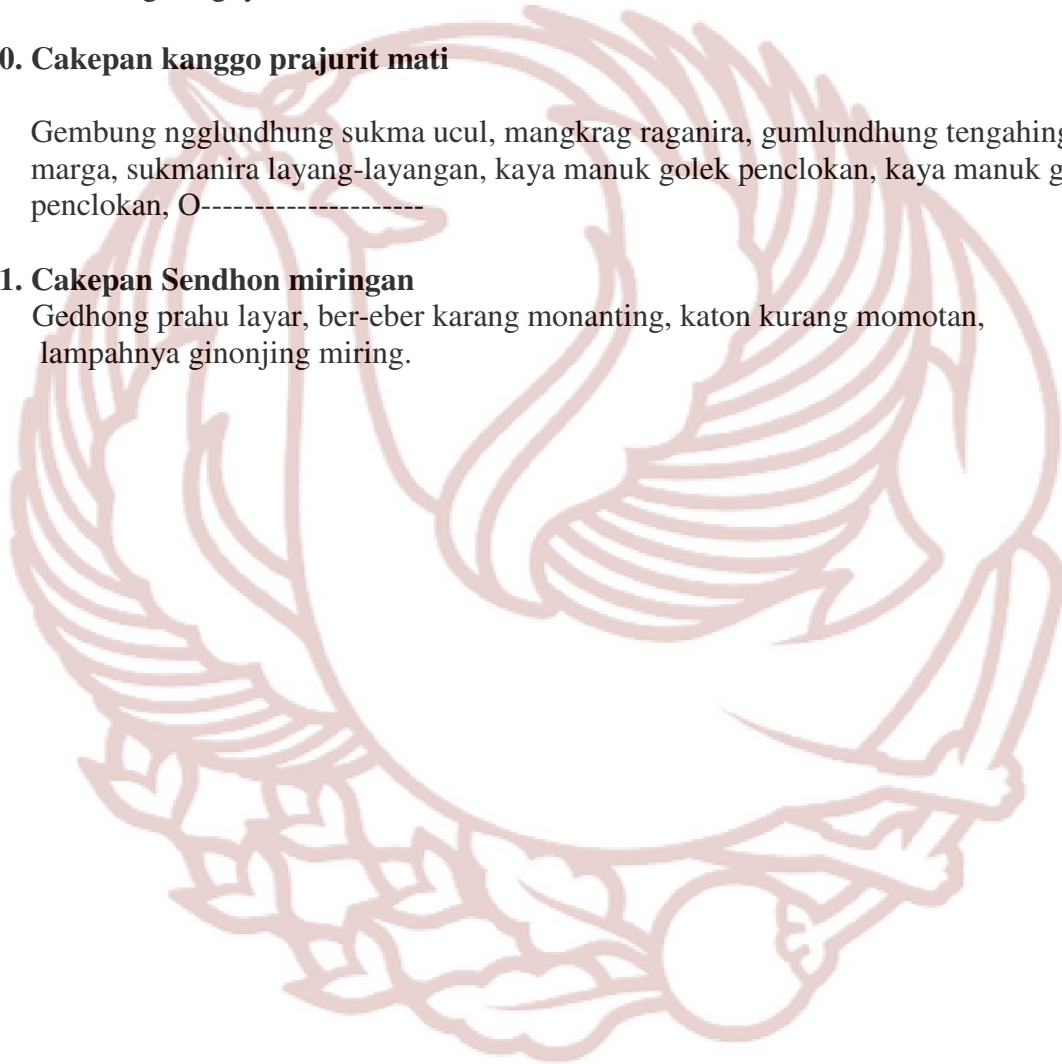 0. Cakepan kanggo prajurit mati
Gembung ngglundhung sukma ucul, mangkrag raganira, gumlundhung tengahing
marga, sukmanira layang-layangan, kaya manuk golek penclokan, kaya manuk g
penclokan, O---------------------
1. Cakepan Sendhon miringan
Gedhong prahu layar, ber-eber karang monanting, katon kurang momotan,
lampahnya ginonjing miring.